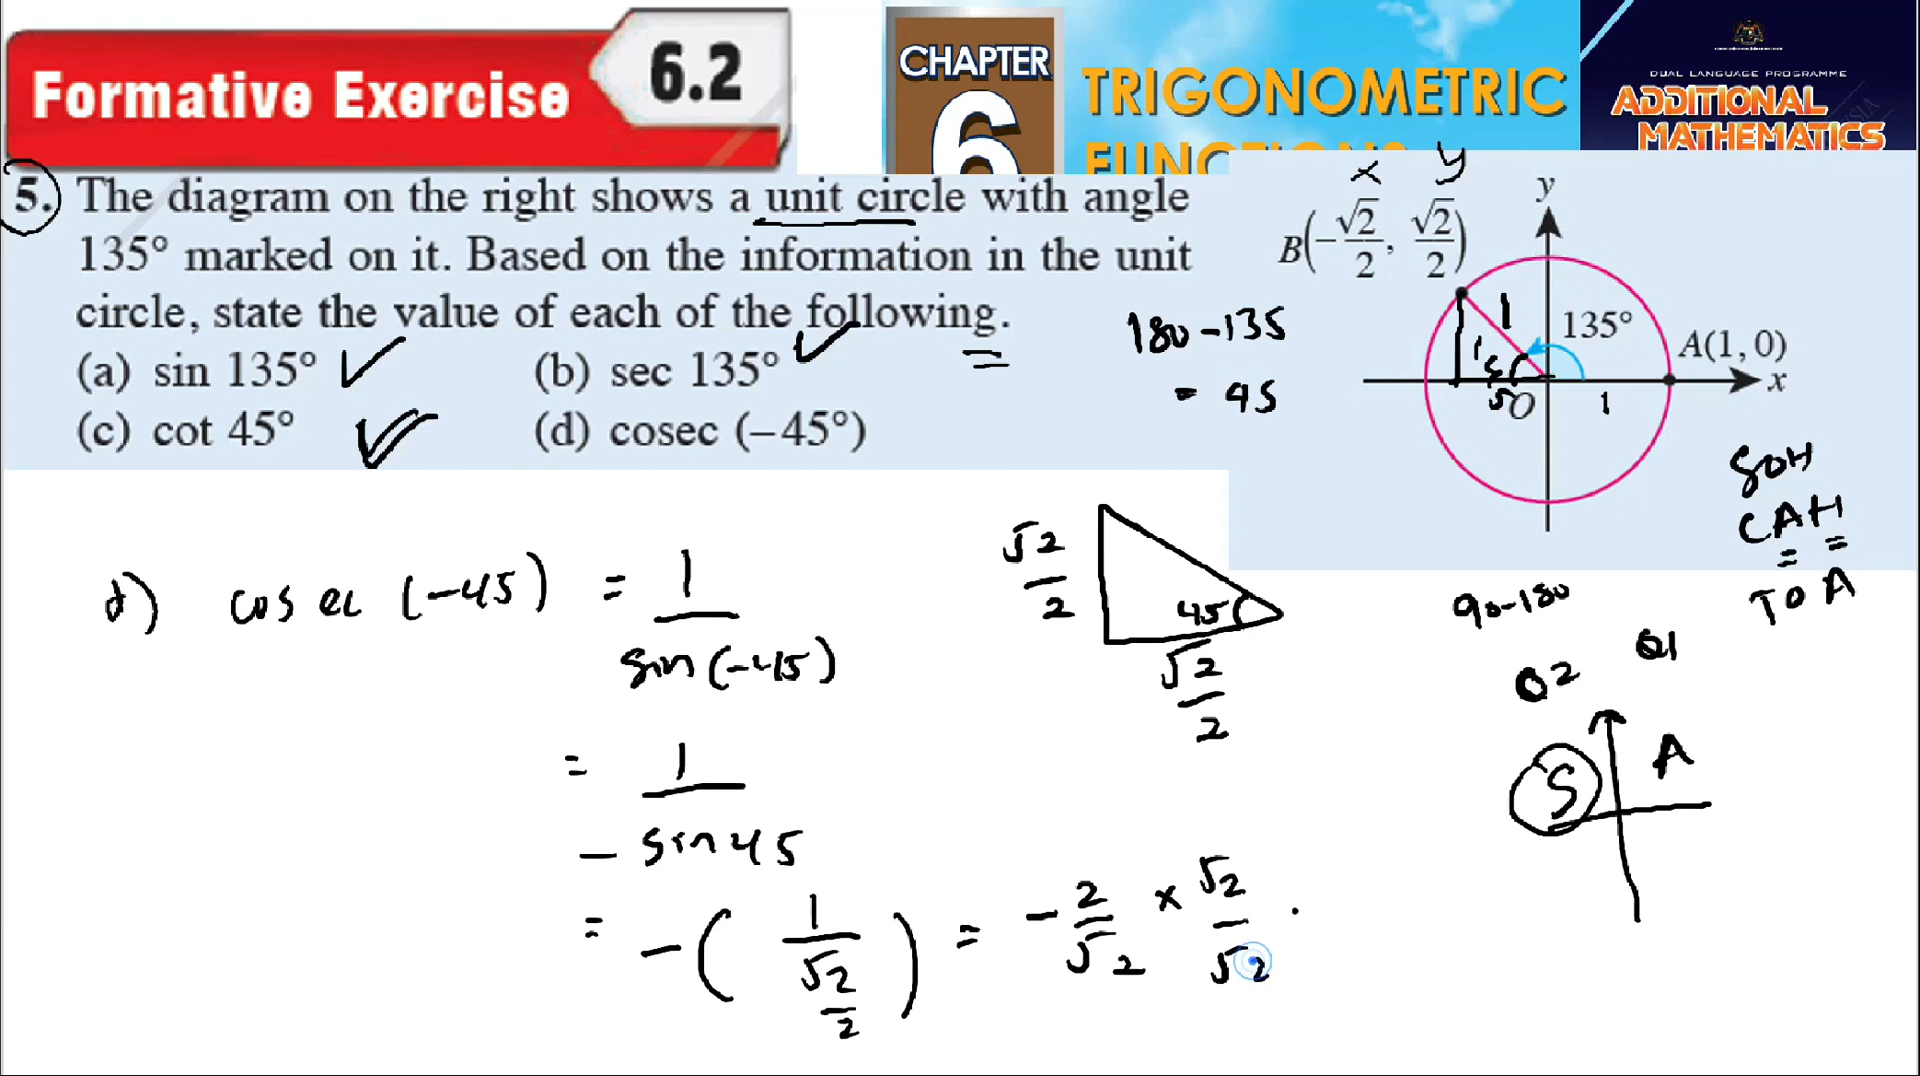 Formative Exercise 6.2
CHAPTER 6
TRIGONOMETRIC
FUNCTIONS
DUAL LANGUAGE PROGRAMME
ADDITIONAL
MATHEMATICS
5. The diagram on the right shows a unit circle with angle
135° marked on it. Based on the information in the unit
circle, state the value of each of the following.
(a) sin 135° (b) sec 135°
(c) cot 45° (d) cosec (−45°)
x y
B(−√2/2, √2/2)
y
1
135°
A(1, 0)
x
O
1
180-135
= 45
SOH
CAH
TOA
d) cosec (-45) = 1/sin(-45)
= 1/-sin 45
= -(1/(√2/2)) = -2/√2 × √2/√2
√2/2
45
√2/2
90-180
Q2 Q1
S A